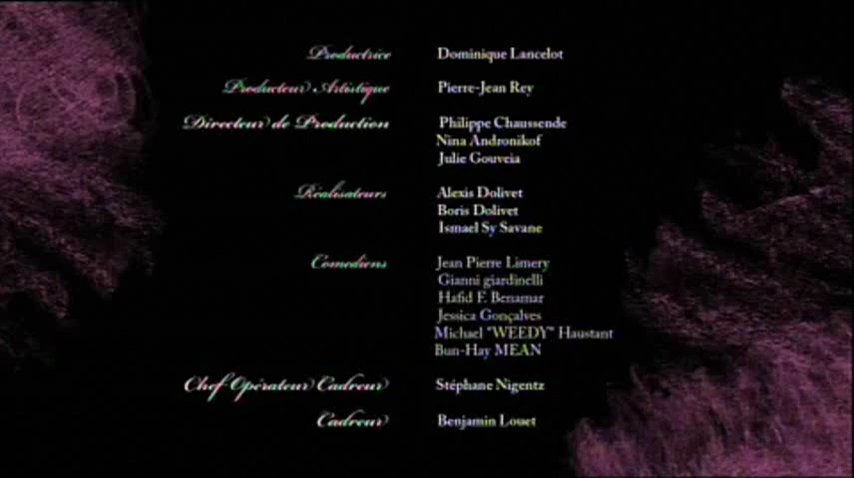 Productrice Dominique Lancelot
Producteur Artistique Pierre-Jean Rey
Directeur de Production Philippe Chaussende
Nina Andronikof
Julie Gouveia
Réalisateurs Alexis Dolivet
Boris Dolivet
Ismael Sy Savane
Comediens Jean Pierre Limery
Gianni giardinelli
Hafid F. Benamar
Jessica Gonçalves
Michael "WEEDY" Haustant
Bun-Hay MEAN
Chef Opérateur Cadreur Stéphane Nigentz
Cadreur Benjamin Louet